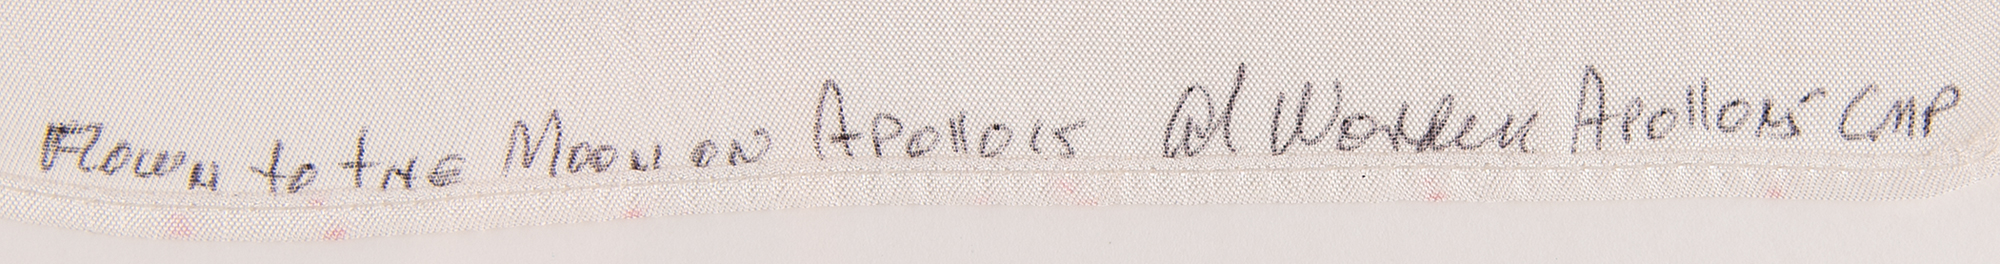 Flown to tHE Moon on Apollo 15 Al Worden Apollo 15 CMP